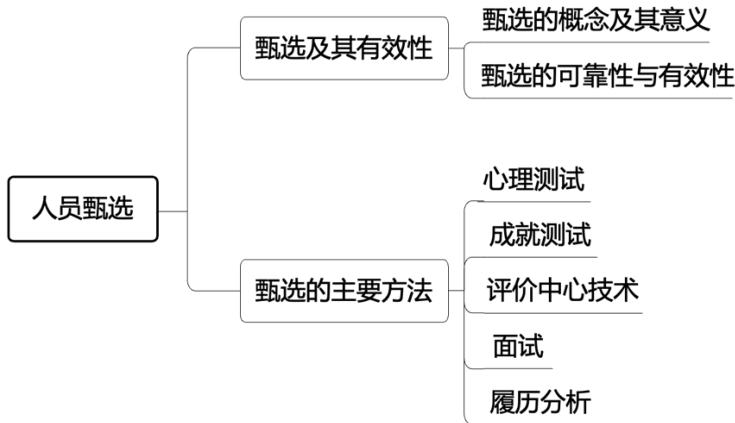 人员甄选
甄选及其有效性
甄选的概念及其意义
甄选的可靠性与有效性
甄选的主要方法
心理测试
成就测试
评价中心技术
面试
履历分析